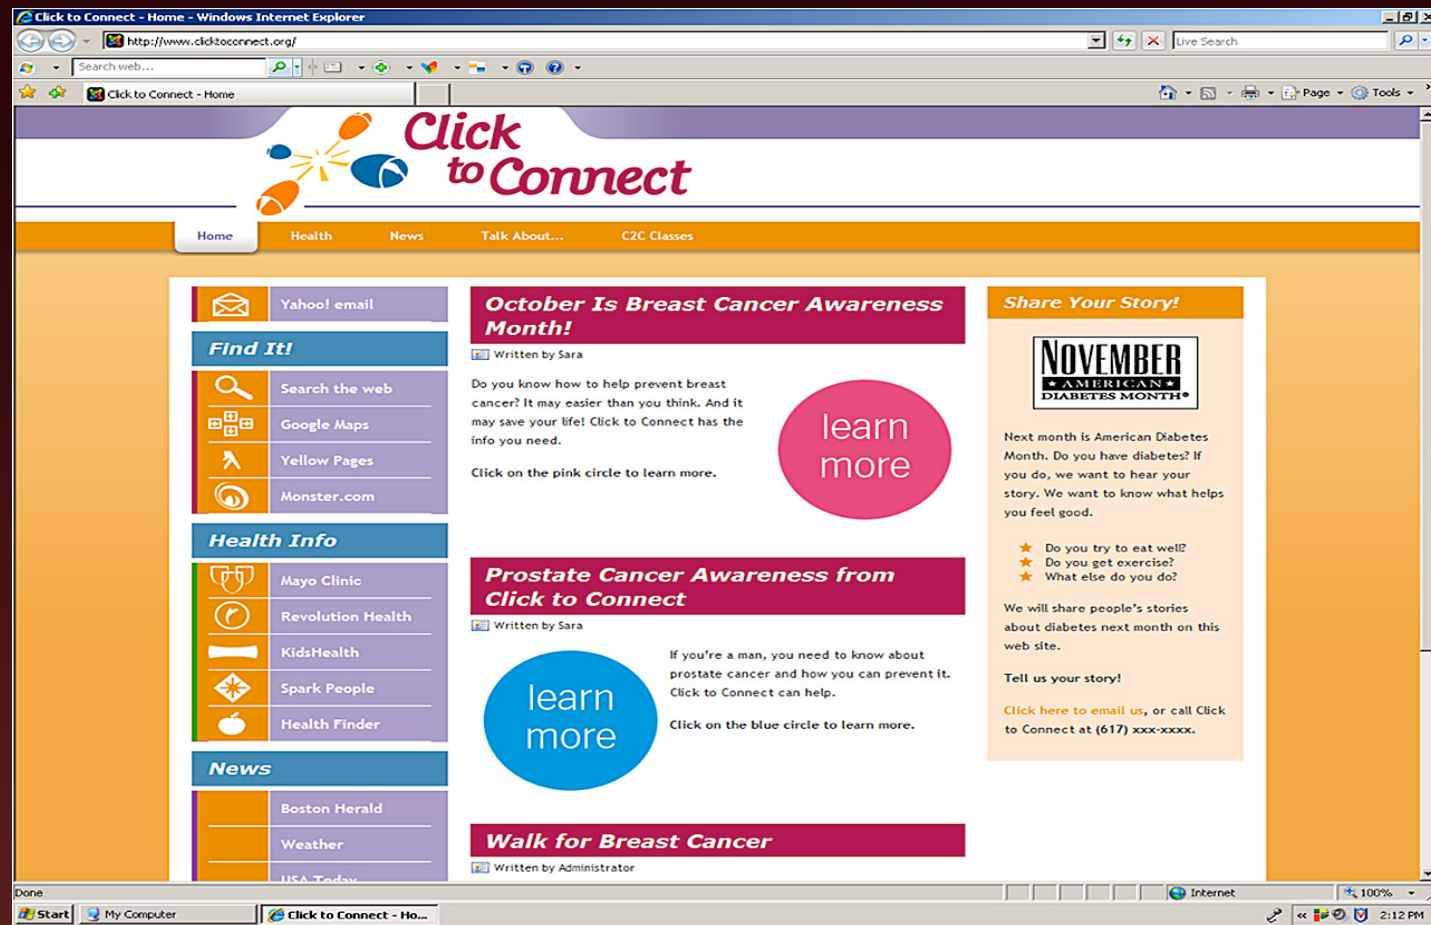 Click to Connect - Home - Windows Internet Explorer
http://www.clicktoconnect.org/
Live Search
Search web...
Click to Connect - Home
Page
Tools
Click
to Connect
Home
Health
News
Talk About...
C2C Classes
Yahoo! email
Find It!
Search the web
Google Maps
Yellow Pages
Monster.com
Health Info
Mayo Clinic
Revolution Health
KidsHealth
Spark People
Health Finder
News
Boston Herald
Weather
USA Today
October Is Breast Cancer Awareness
Month!
Written by Sara
Do you know how to help prevent breast
cancer? It may easier than you think. And it
may save your life! Click to Connect has the
info you need.
Click on the pink circle to learn more.
learn
more
Prostate Cancer Awareness from
Click to Connect
Written by Sara
learn
more
If you're a man, you need to know about
prostate cancer and how you can prevent it.
Click to Connect can help.
Click on the blue circle to learn more.
Walk for Breast Cancer
Written by Administrator
Share Your Story!
NOVEMBER
★ AMERICAN ★
DIABETES MONTH®
Next month is American Diabetes
Month. Do you have diabetes? If
you do, we want to hear your
story. We want to know what helps
you feel good.
Do you try to eat well?
Do you get exercise?
What else do you do?
We will share people's stories
about diabetes next month on this
web site.
Tell us your story!
Click here to email us, or call Click
to Connect at (617) xxx-xxxx.
Done
Internet
100%
Start
My Computer
Click to Connect - Ho...
2:12 PM